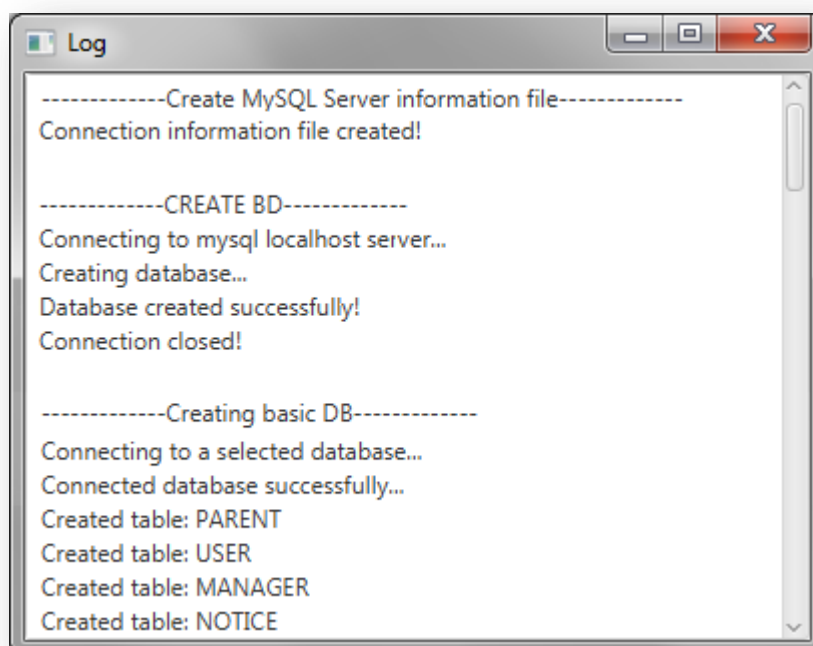 Log
-------------Create MySQL Server information file-------------
Connection information file created!
-------------CREATE BD-------------
Connecting to mysql localhost server...
Creating database...
Database created successfully!
Connection closed!
-------------Creating basic DB-------------
Connecting to a selected database...
Connected database successfully...
Created table: PARENT
Created table: USER
Created table: MANAGER
Created table: NOTICE